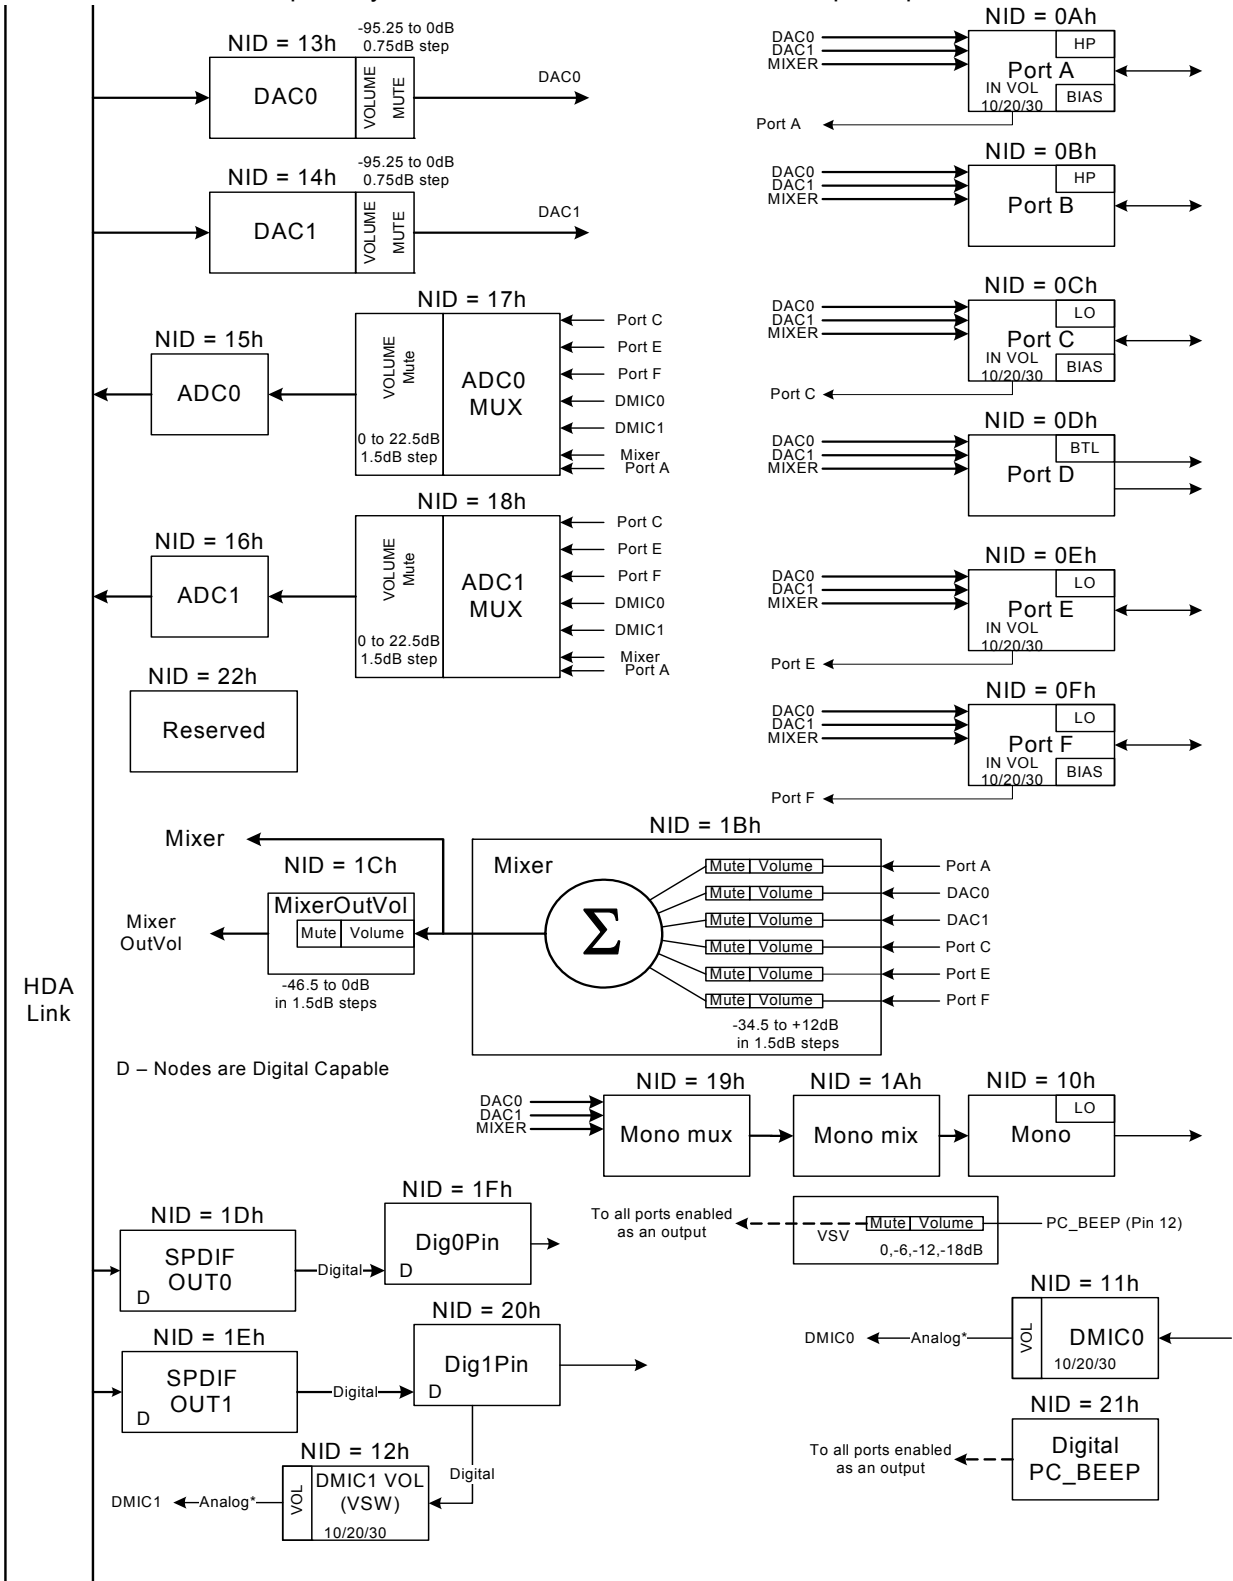 NID = 13h
-95.25 to 0dB
0.75dB step
DAC0
VOLUME
MUTE
DAC0
NID = 14h
-95.25 to 0dB
0.75dB step
DAC1
VOLUME
MUTE
DAC1
NID = 17h
NID = 15h
ADC0
VOLUME
Mute
0 to 22.5dB
1.5dB step
ADC0
MUX
Port C
Port E
Port F
DMIC0
DMIC1
Mixer
Port A
NID = 18h
NID = 16h
ADC1
VOLUME
Mute
0 to 22.5dB
1.5dB step
ADC1
MUX
Port C
Port E
Port F
DMIC0
DMIC1
Mixer
Port A
NID = 22h
Reserved
NID = 0Ah
DAC0
DAC1
MIXER
HP
Port A
IN VOL
10/20/30
BIAS
Port A
NID = 0Bh
DAC0
DAC1
MIXER
HP
Port B
NID = 0Ch
DAC0
DAC1
MIXER
LO
Port C
IN VOL
10/20/30
BIAS
Port C
NID = 0Dh
DAC0
DAC1
MIXER
BTL
Port D
NID = 0Eh
DAC0
DAC1
MIXER
LO
Port E
IN VOL
10/20/30
Port E
NID = 0Fh
DAC0
DAC1
MIXER
LO
Port F
IN VOL
10/20/30
BIAS
Port F
NID = 1Bh
Mixer
NID = 1Ch
MixerOutVol
Mute Volume
Mixer
OutVol
-46.5 to 0dB
in 1.5dB steps
Mixer
Σ
Mute Volume
Port A
Mute Volume
DAC0
Mute Volume
DAC1
Mute Volume
Port C
Mute Volume
Port E
Mute Volume
Port F
-34.5 to +12dB
in 1.5dB steps
HDA
Link
D – Nodes are Digital Capable
NID = 19h
NID = 1Ah
NID = 10h
DAC0
DAC1
MIXER
Mono mux
Mono mix
LO
Mono
To all ports enabled
as an output
VSV
Mute Volume
0,-6,-12,-18dB
PC_BEEP (Pin 12)
NID = 1Dh
SPDIF
OUT0
D
Digital
NID = 1Fh
Dig0Pin
D
NID = 1Eh
SPDIF
OUT1
D
Digital
NID = 20h
Dig1Pin
D
Digital
NID = 12h
VOL
DMIC1 VOL
(VSW)
10/20/30
Analog*
DMIC1
NID = 11h
DMIC0
Analog*
VOL
DMIC0
10/20/30
NID = 21h
To all ports enabled
as an output
Digital
PC_BEEP